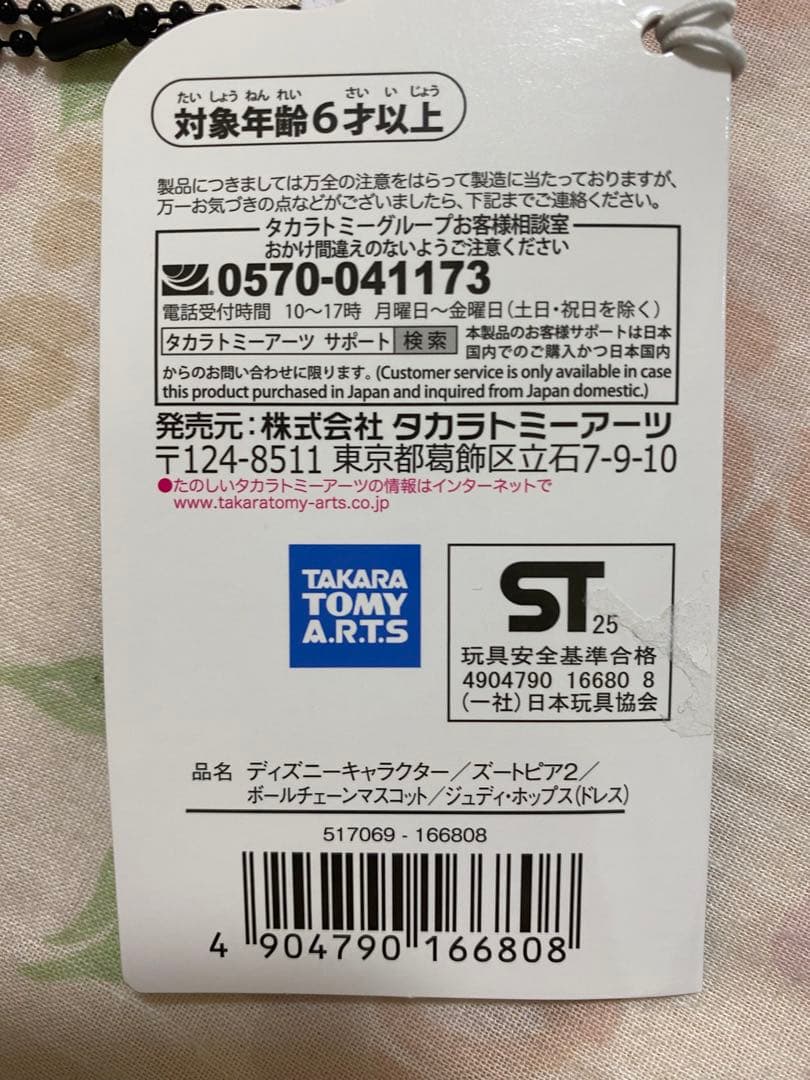 たい しょう ねん れい さい い じょう
対象年齢6才以上
製品につきましては万全の注意をはらって製造に当たっておりますが、
万一お気づきの点などがございましたら、下記までご連絡ください。
タカラトミーグループお客様相談室
おかけ間違えのないようご注意ください
0570-041173
電話受付時間 10〜17時 月曜日〜金曜日(土日・祝日を除く)
タカラトミーアーツ サポート 検索 本製品のお客様サポートは日本
国内でのご購入かつ日本国内
からのお問い合わせに限ります。(Customer service is only available in case
this product purchased in Japan and inquired from Japan domestic.)
発売元:株式会社 タカラトミーアーツ
〒124-8511 東京都葛飾区立石7-9-10
●たのしいタカラトミーアーツの情報はインターネットで
www.takaratomy-arts.co.jp
TAKARA
TOMY
A.R.T.S
ST 25
玩具安全基準合格
4904790 16680 8
(一社)日本玩具協会
品名 ディズニーキャラクター/ズートピア2/
ボールチェーンマスコット/ジュディ・ホップス(ドレス)
517069 - 166808
4 904790 166808